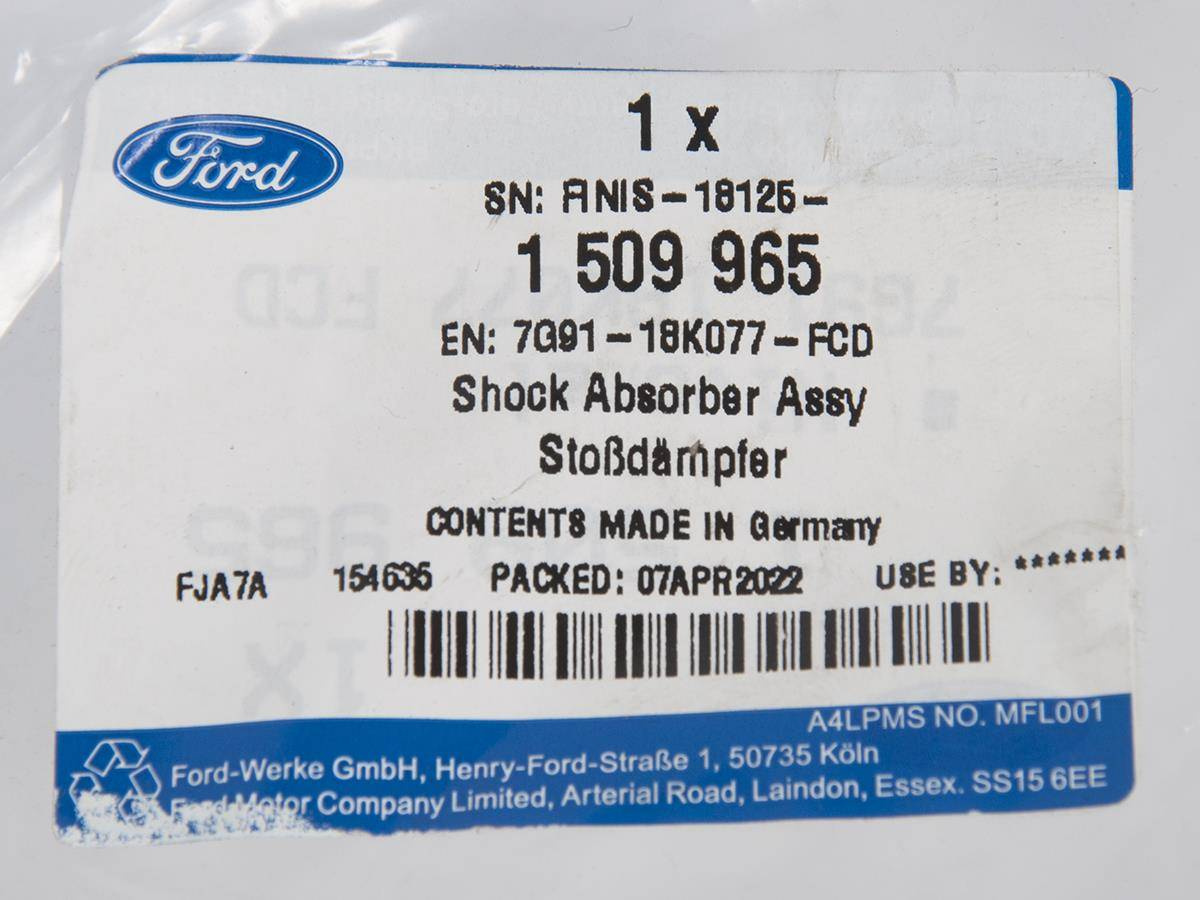 Ford
1 x
SN: FINIS-18125-
1 509 965
EN: 7G91-18K077-FCD
Shock Absorber Assy
Stoßdämpfer
CONTENTS MADE IN Germany
FJA7A 154635 PACKED: 07APR2022 USE BY: *******
A4LPMS NO. MFL001
Ford-Werke GmbH, Henry-Ford-Straße 1, 50735 Köln
Ford Motor Company Limited, Arterial Road, Laindon, Essex. SS15 6EE